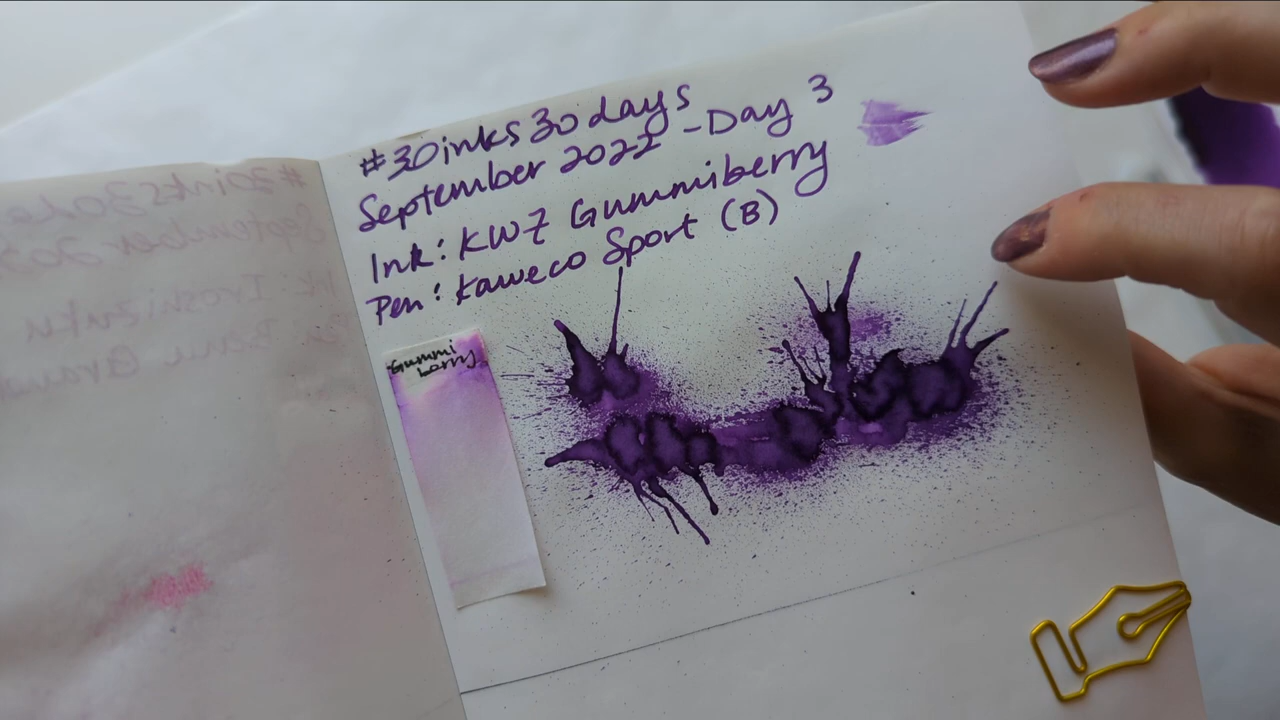 #30inks30days
September 2022 - Day 3
Ink: KWZ Gummiberry
Pen: Kaweco Sport (B)
Gummi
berry